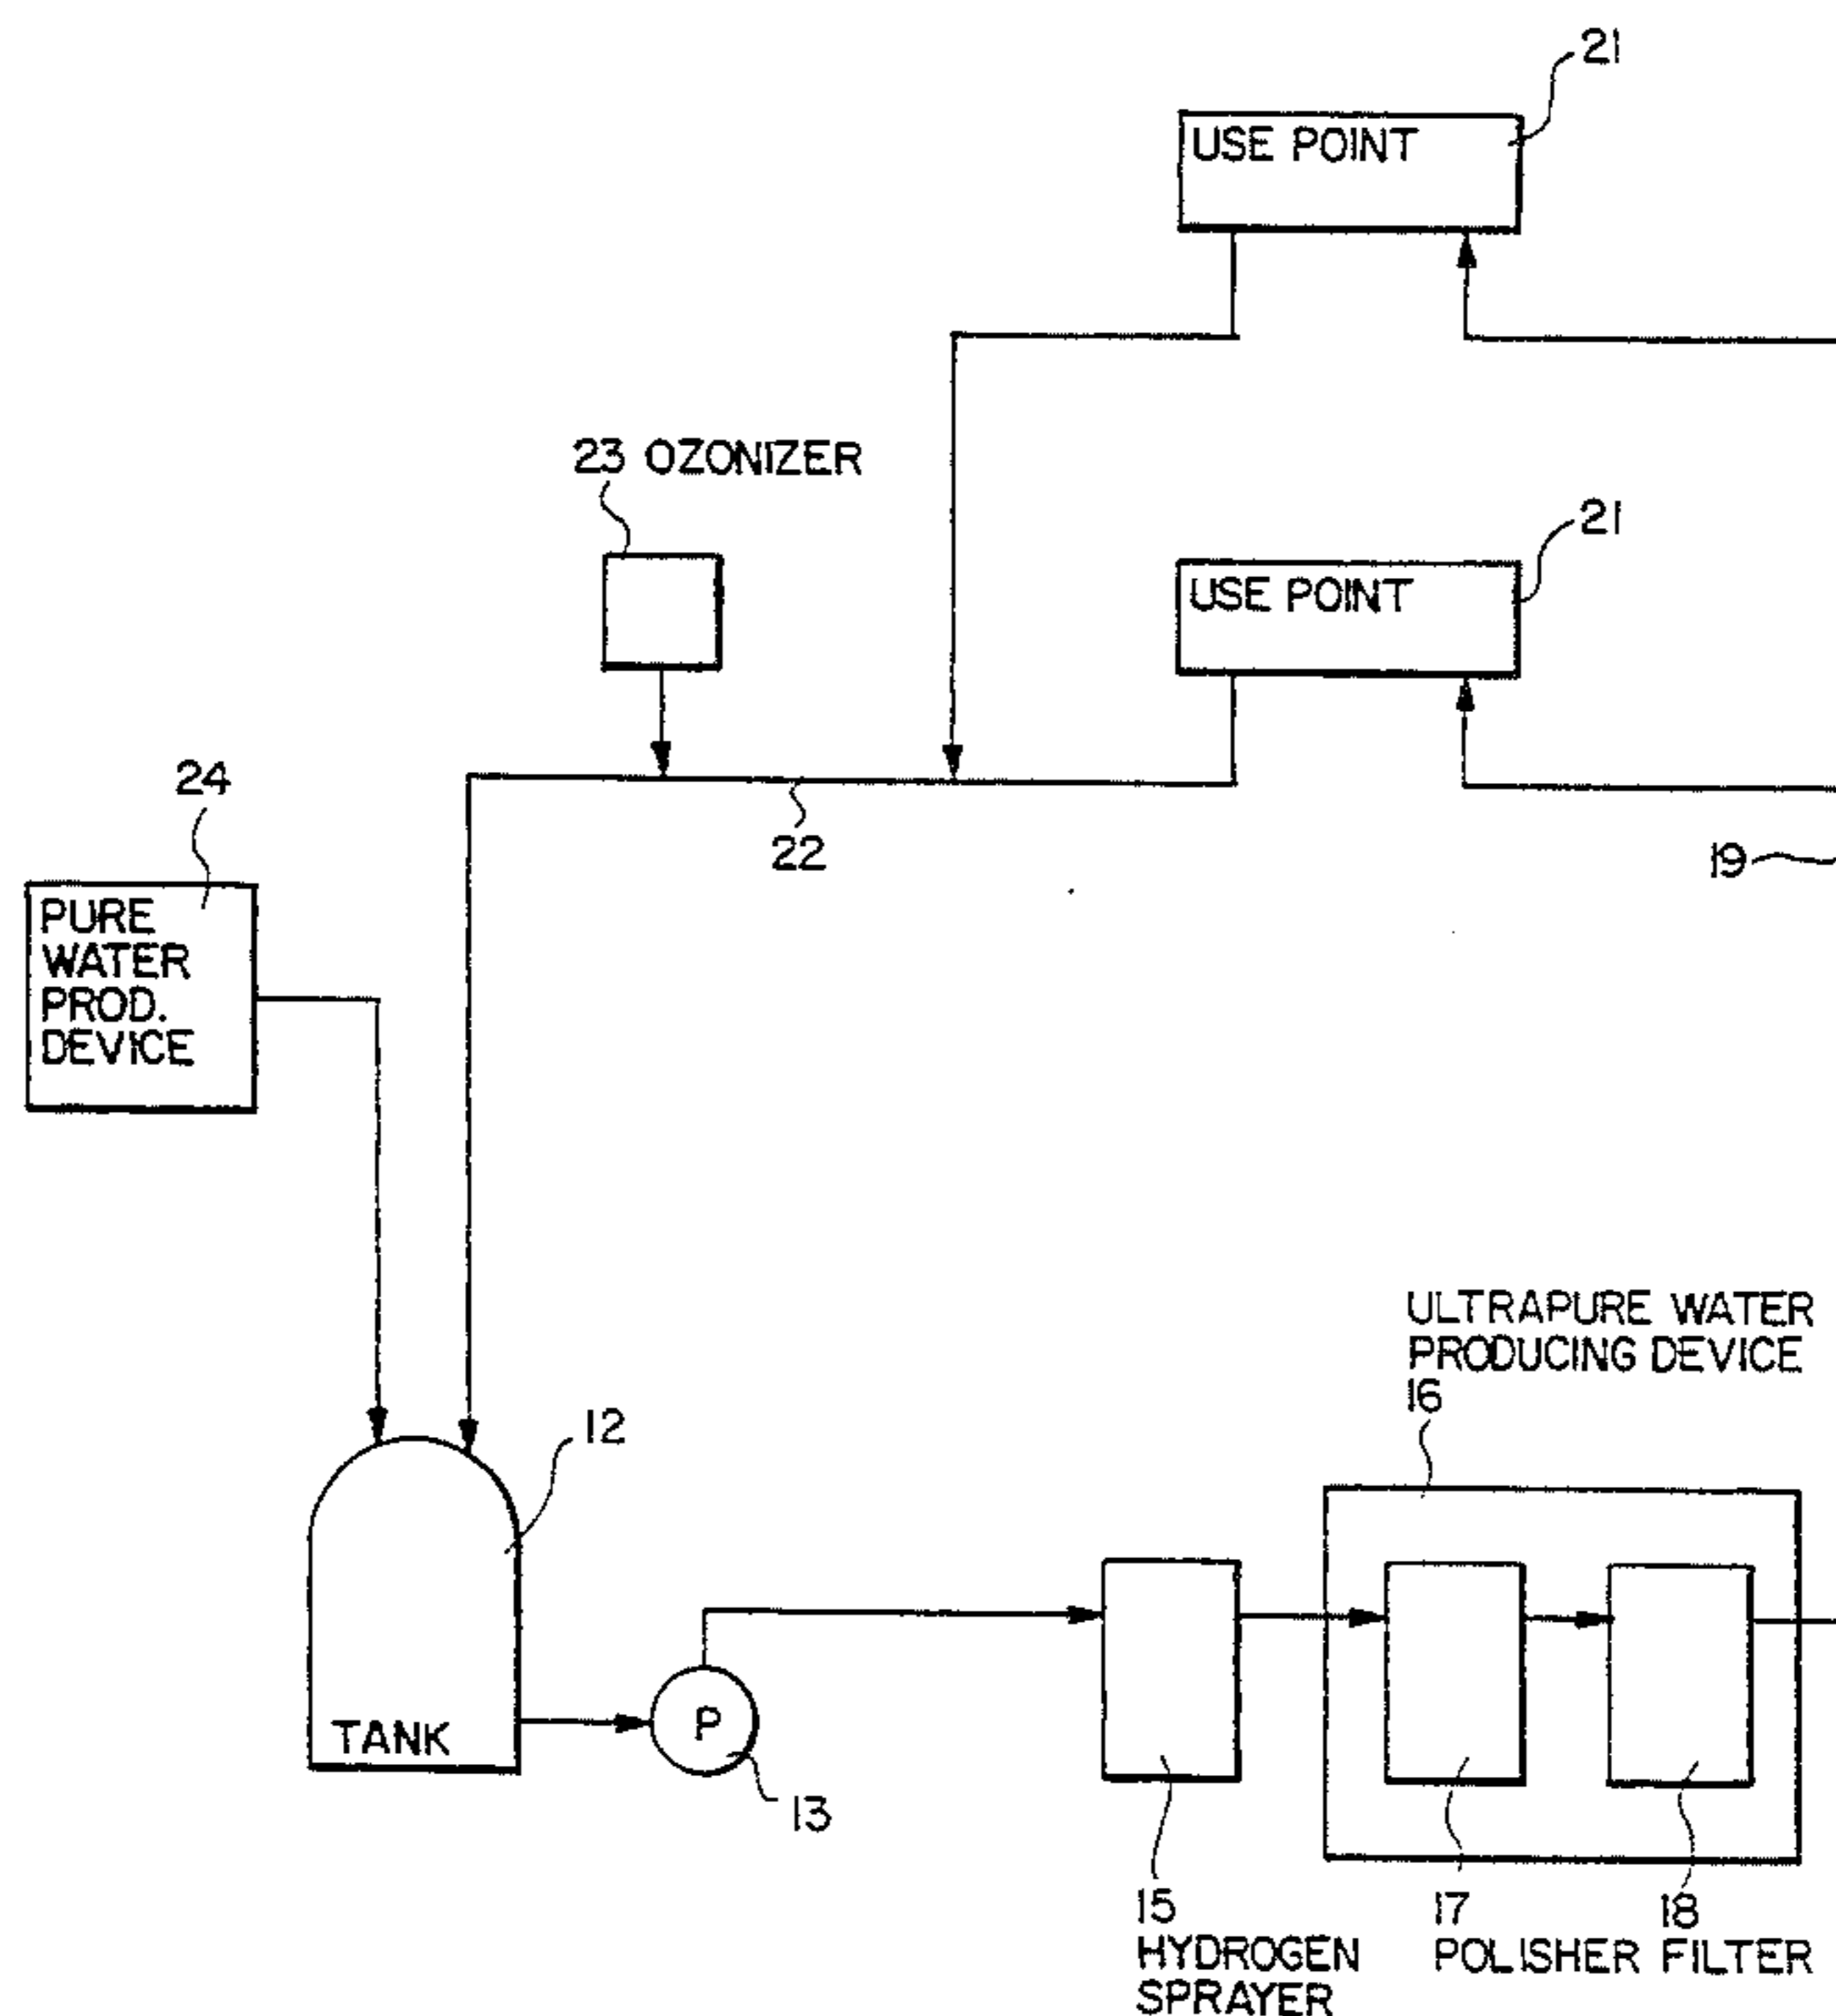 21
USE POINT
23 OZONIZER
21
USE POINT
24
22
19
PURE
WATER
PROD.
DEVICE
ULTRAPURE WATER
PRODUCING DEVICE
16
12
TANK
P
13
15
HYDROGEN
SPRAYER
17
POLISHER
18
FILTER